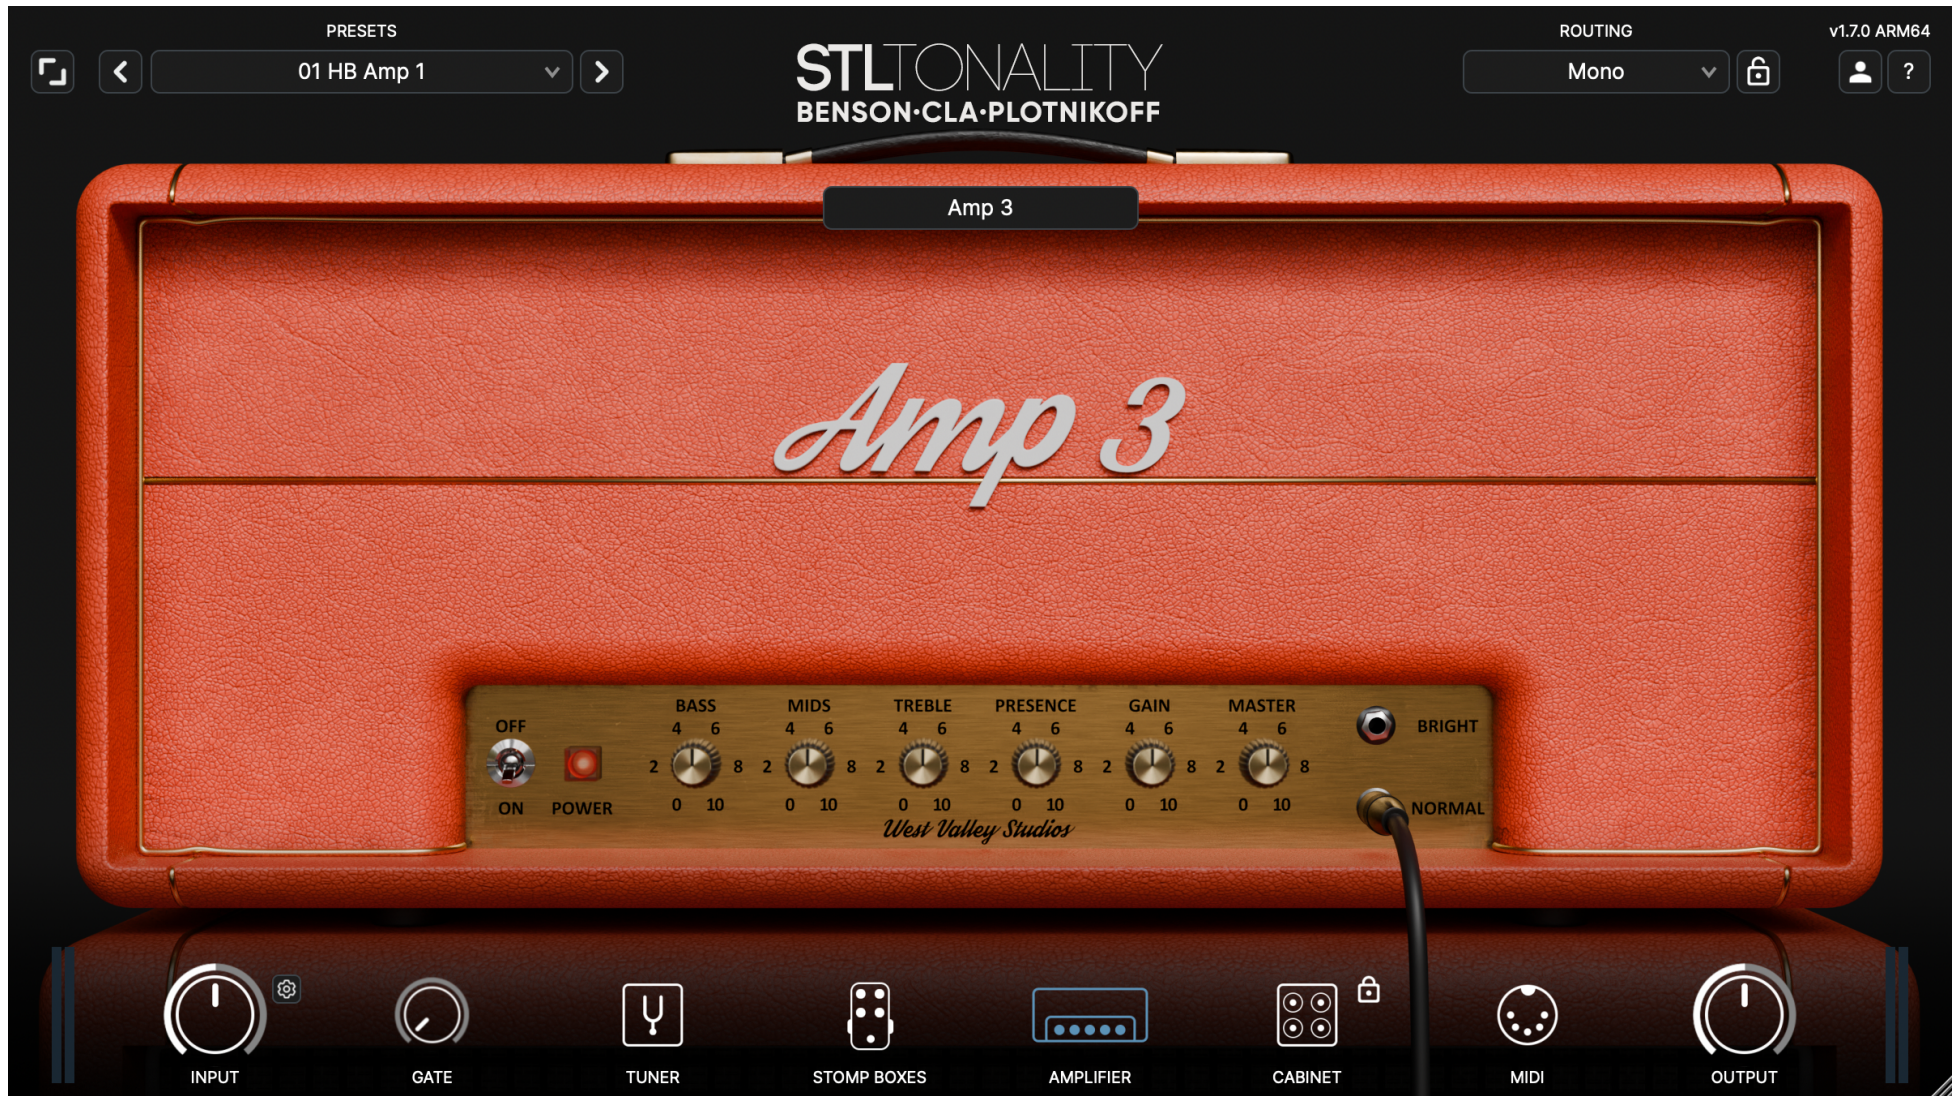 PRESETS
01 HB Amp 1
STLTONALITY
BENSON·CLA·PLOTNIKOFF
ROUTING
Mono
v1.7.0 ARM64
?
Amp 3
Amp 3
OFF
ON
POWER
BASS
4 6
2 8
0 10
MIDS
4 6
2 8
0 10
TREBLE
4 6
2 8
0 10
PRESENCE
4 6
2 8
0 10
GAIN
4 6
2 8
0 10
MASTER
4 6
2 8
0 10
BRIGHT
NORMAL
West Valley Studios
INPUT
GATE
TUNER
STOMP BOXES
AMPLIFIER
CABINET
MIDI
OUTPUT